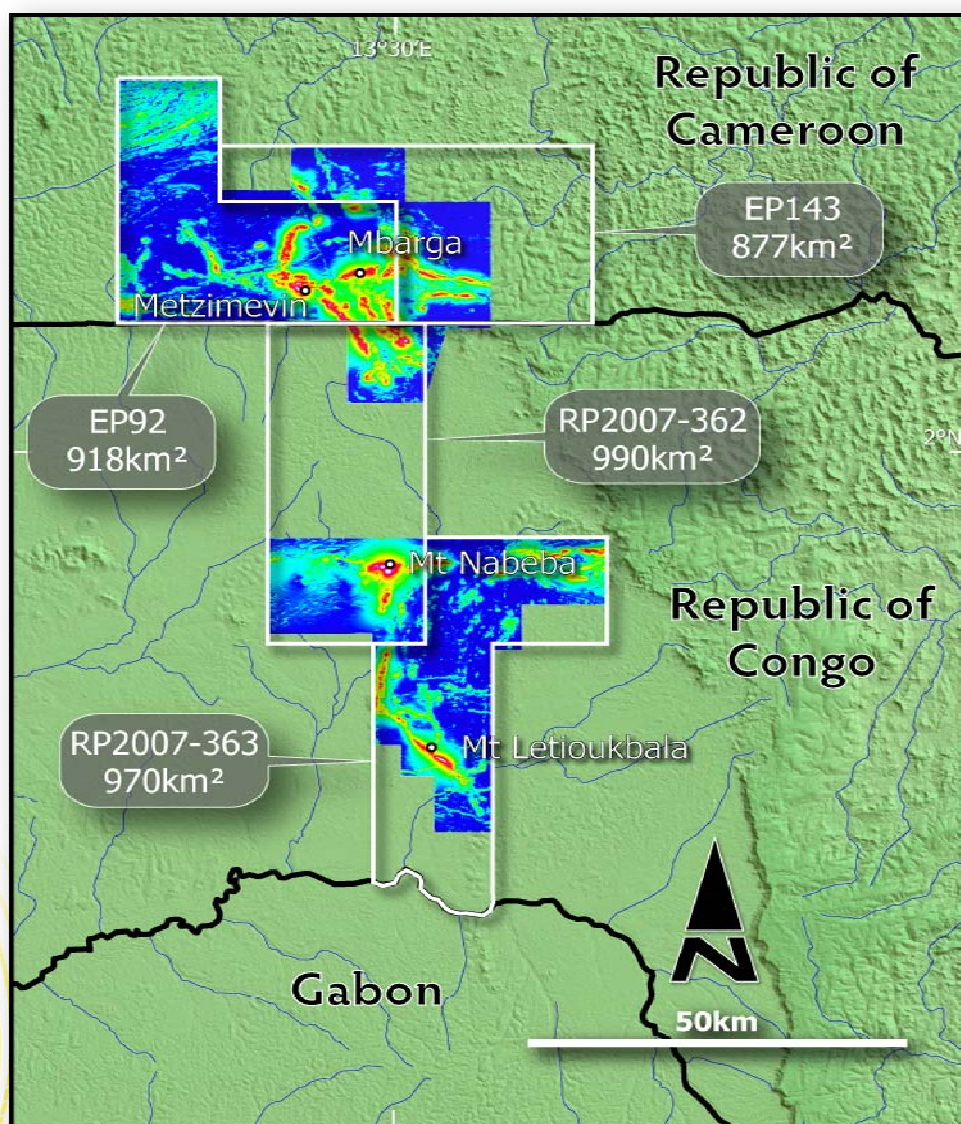 13°30'E
Republic of
Cameroon
EP143
877km²
Mbarga
Metzimevin
EP92
918km²
RP2007-362
990km²
2°N
Mt Nabeba
Republic of
Congo
RP2007-363
970km²
Mt Letioukbala
Gabon
N
50km